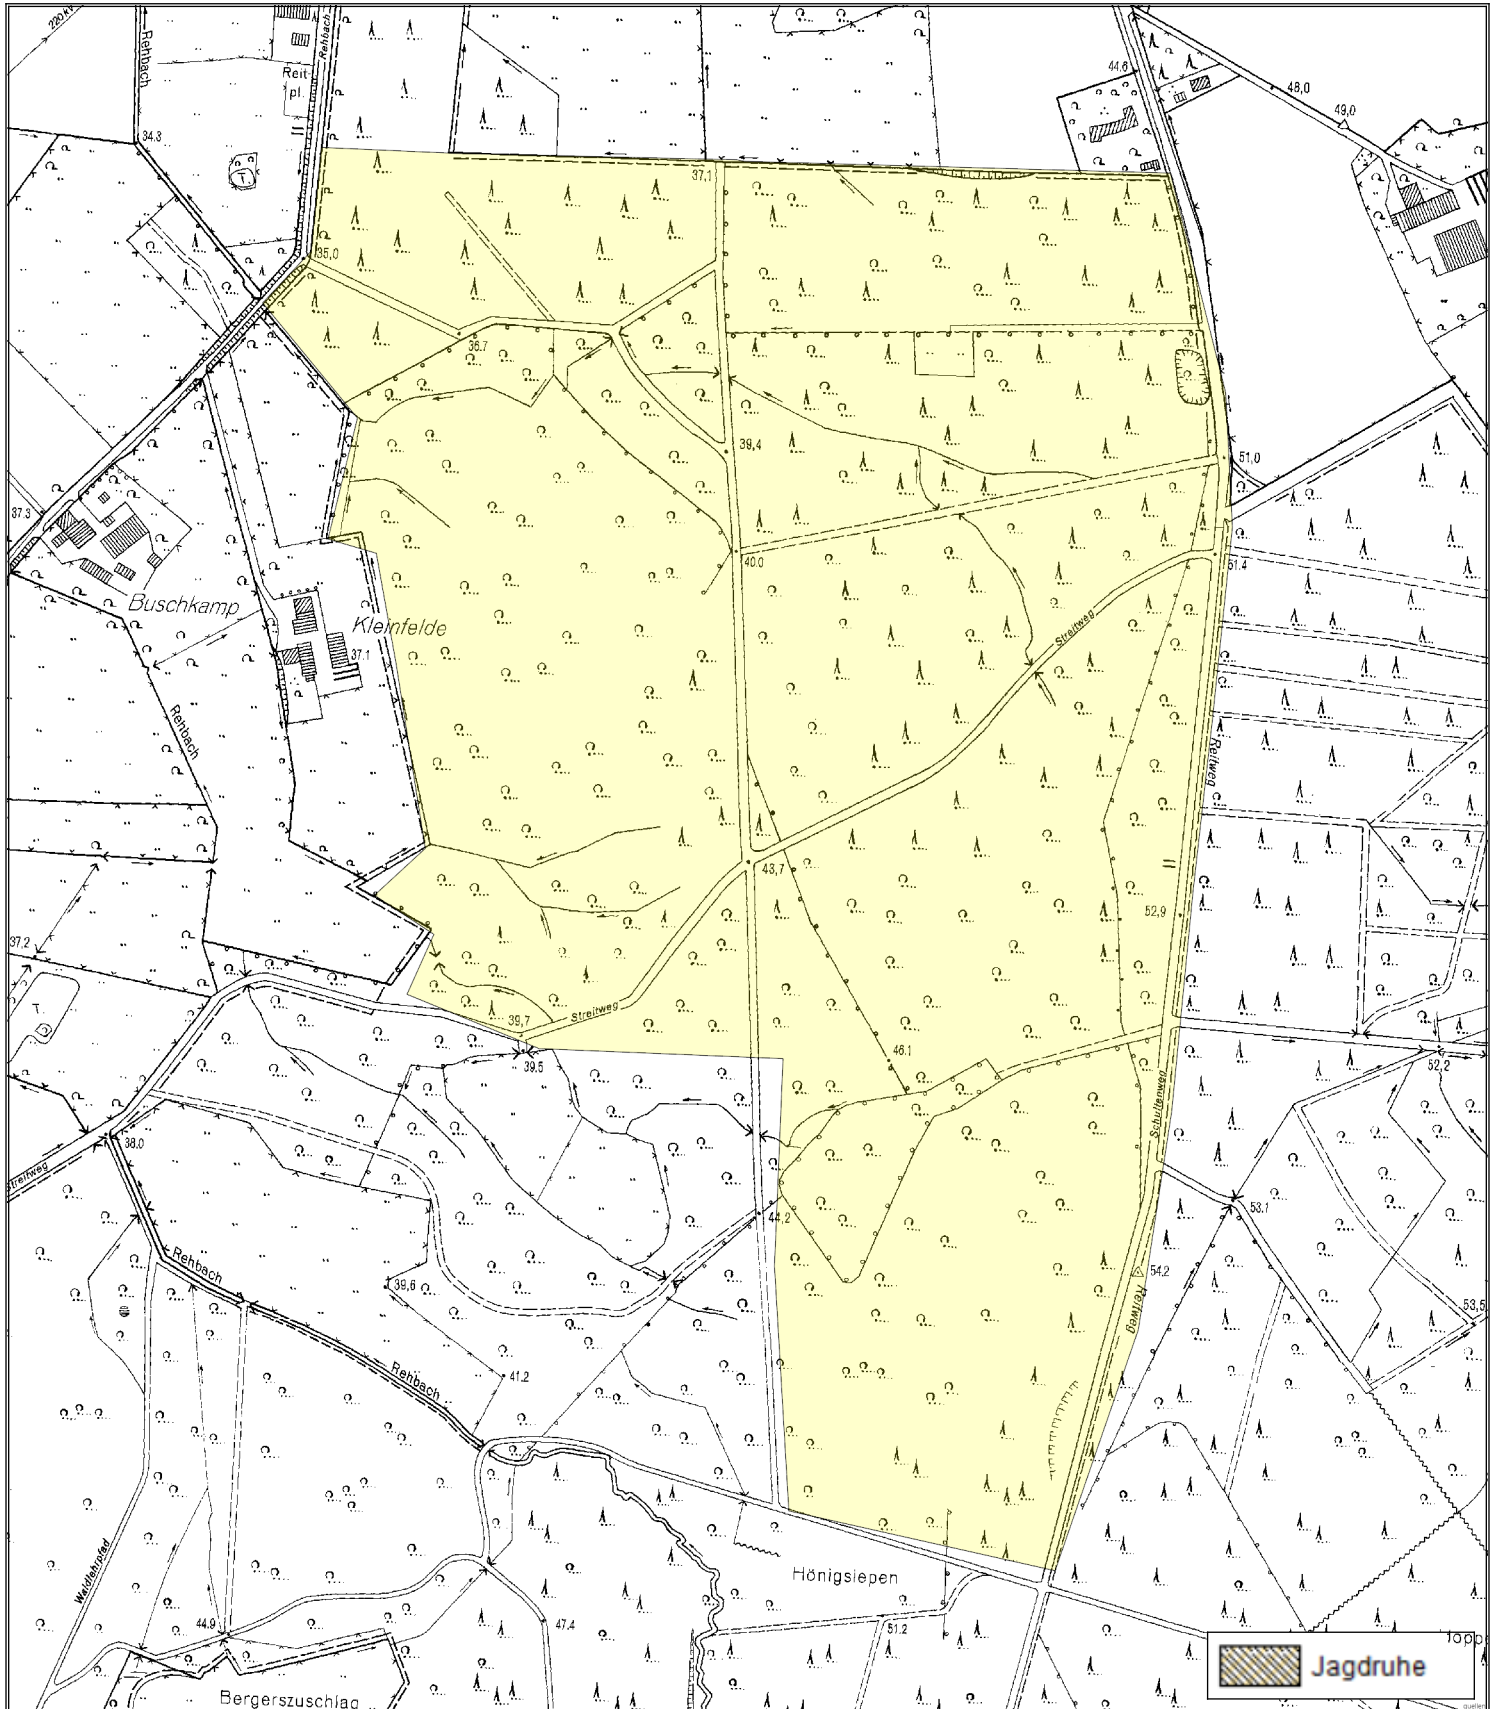 220 kV
Rehbach
Rehbach
Reit-
pl.
44.6
48,0
49,0
34.3
T.
37.1
35,0
36.7
39,4
51,0
37.3
40.0
51.4
Buschkamp
Kleinfelde
37.1
Streitweg
Rehbach
Reitweg
43,7
52,9
37.2
T.
39,7
Streitweg
39.5
46.1
52,2
Schultenweg
38.0
Streitweg
53.1
44,2
Rehbach
39,6
54.2
Reitweg
53,5
41.2
Rehbach
Waldlehrpfad
Hönigsiepen
44.9
47.4
51.2
Jagdruhe
Bergerszuschlag